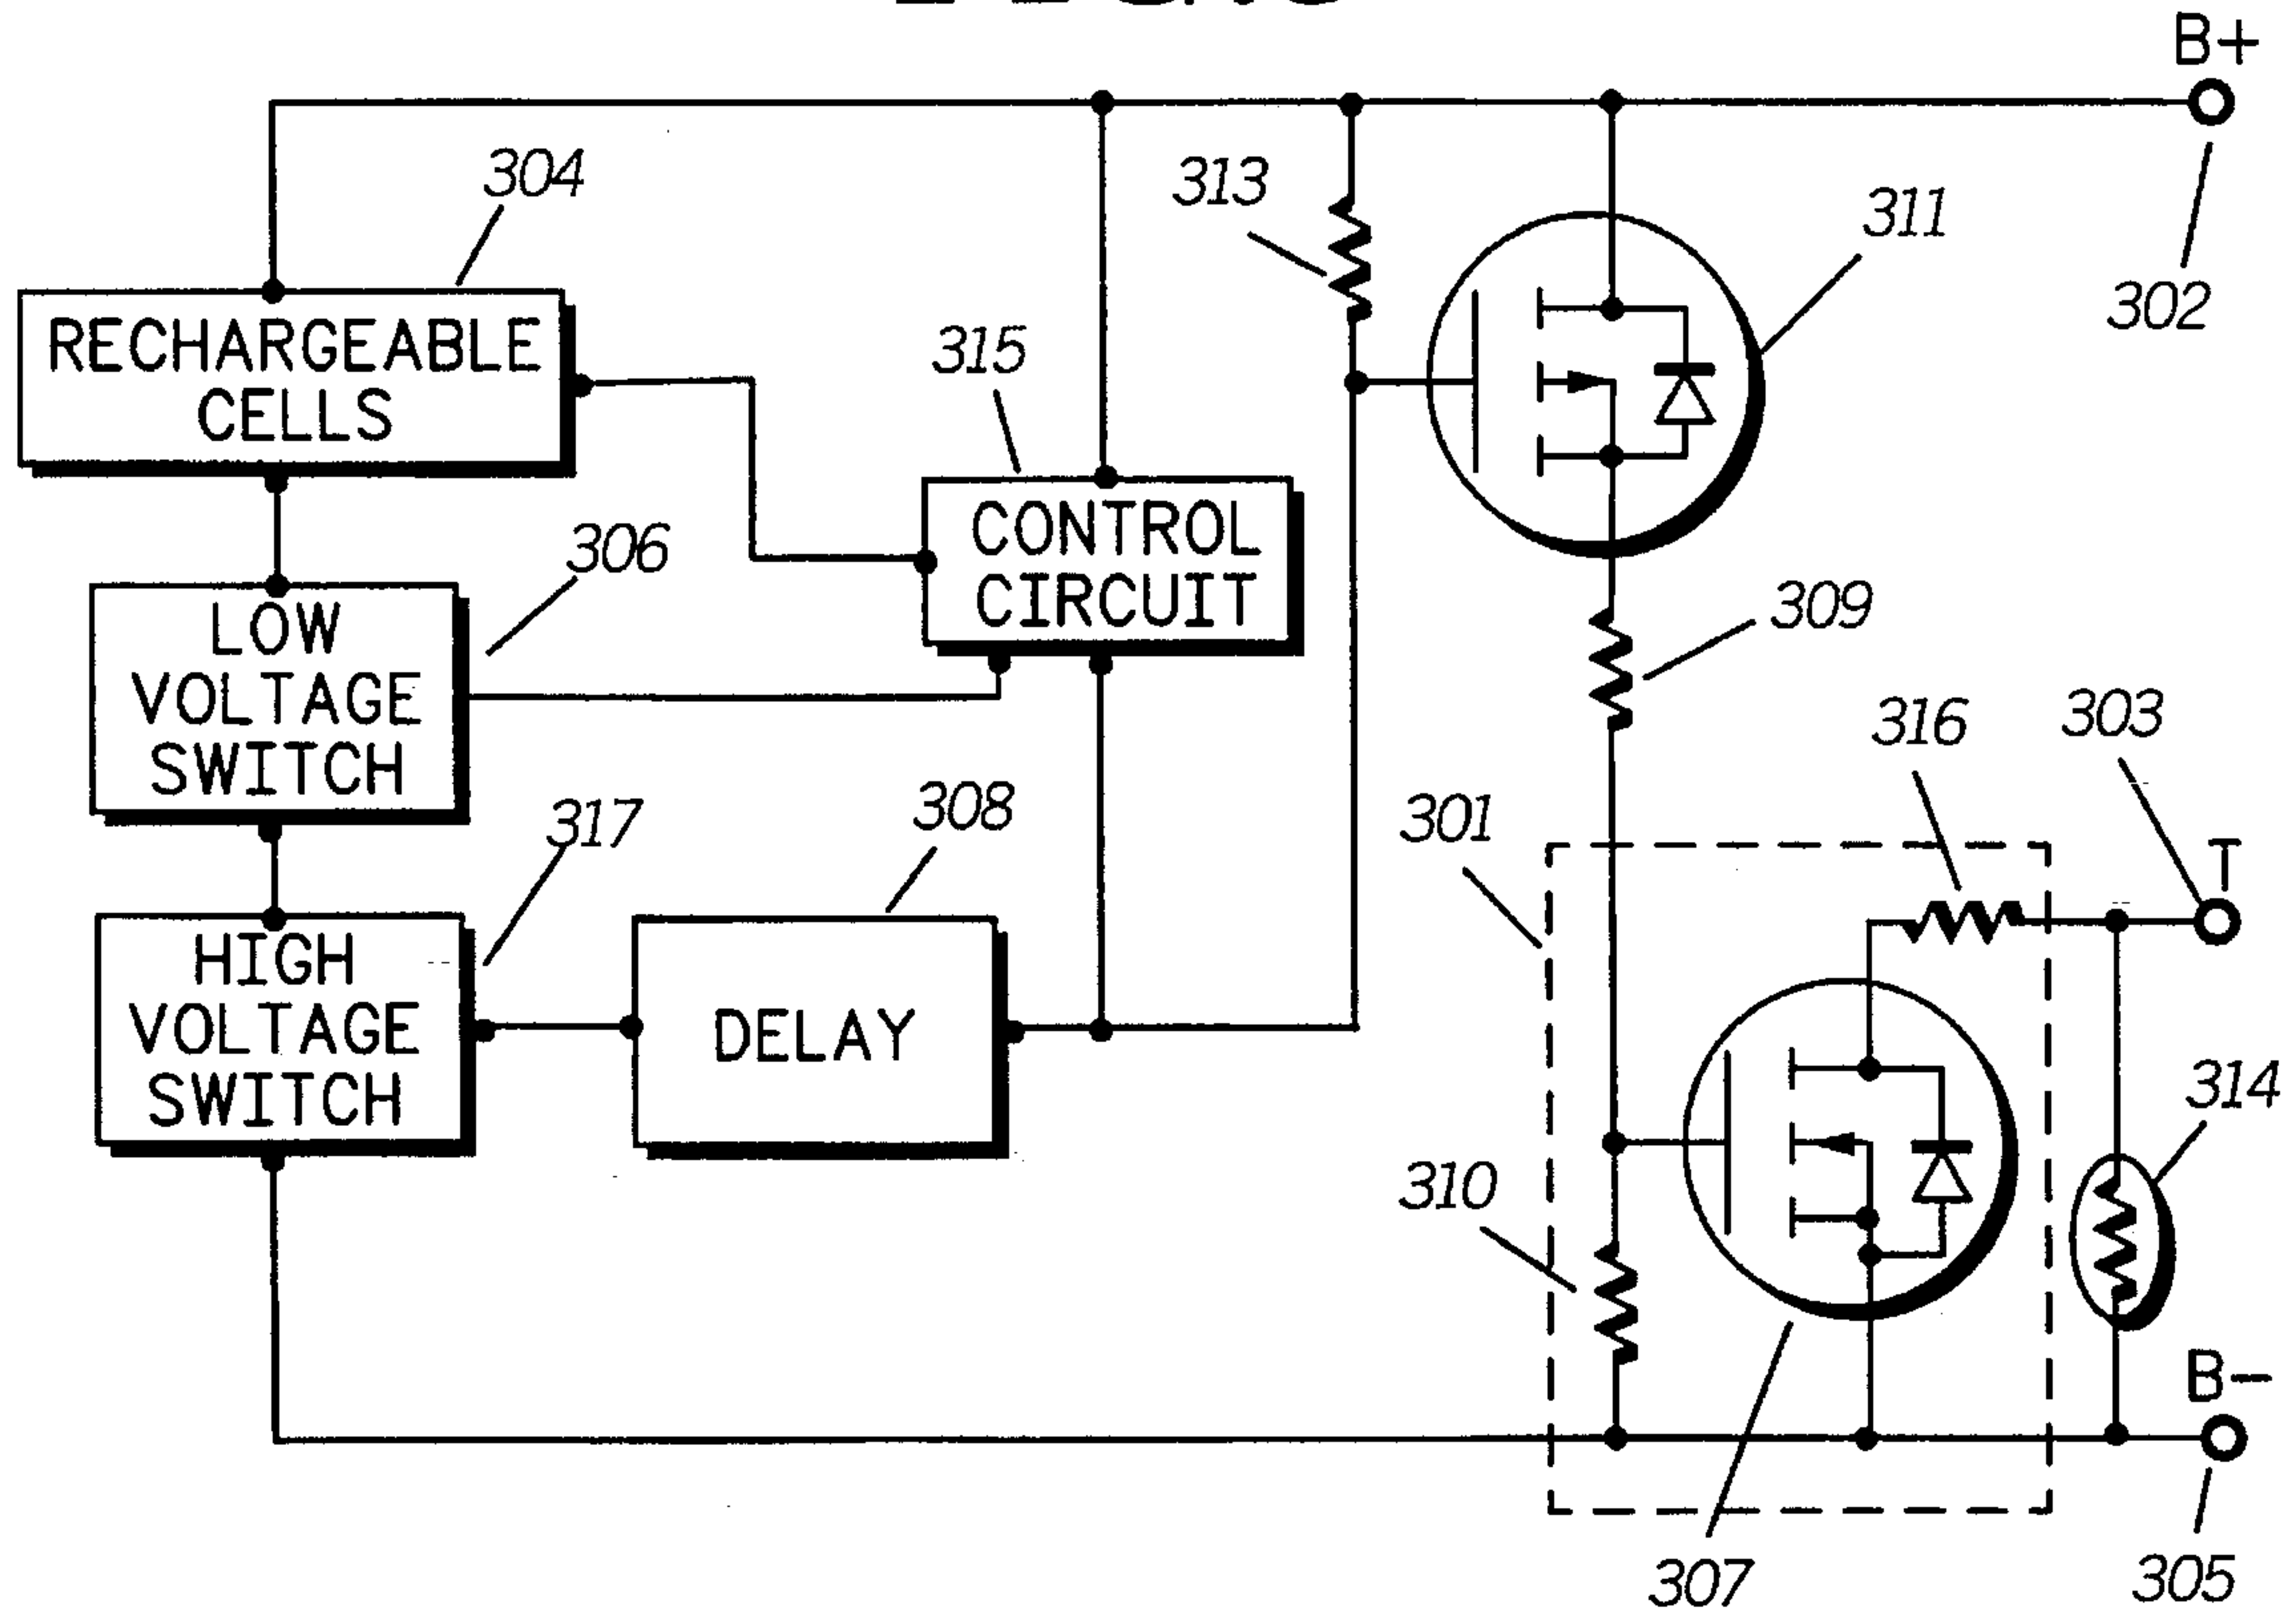 B+
304
313
311
302
RECHARGEABLE
CELLS
315
CONTROL
CIRCUIT
306
309
LOW
VOLTAGE
SWITCH
316
303
308
317
301
T
HIGH
VOLTAGE
SWITCH
DELAY
314
310
B-
307
305